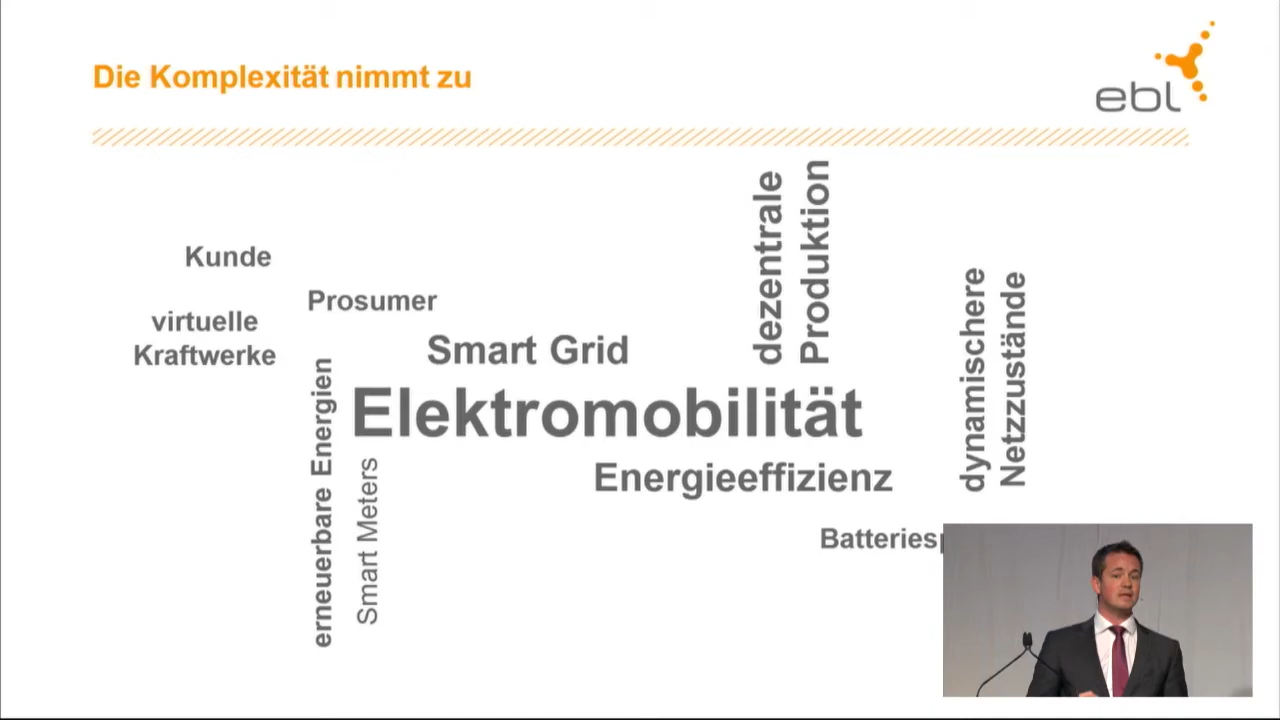 Die Komplexität nimmt zu
ebl
Kunde
Prosumer
virtuelle
Kraftwerke
Smart Grid
dezentrale
Produktion
dynamischere
Netzzustände
erneuerbare Energien
Elektromobilität
Smart Meters
Energieeffizienz